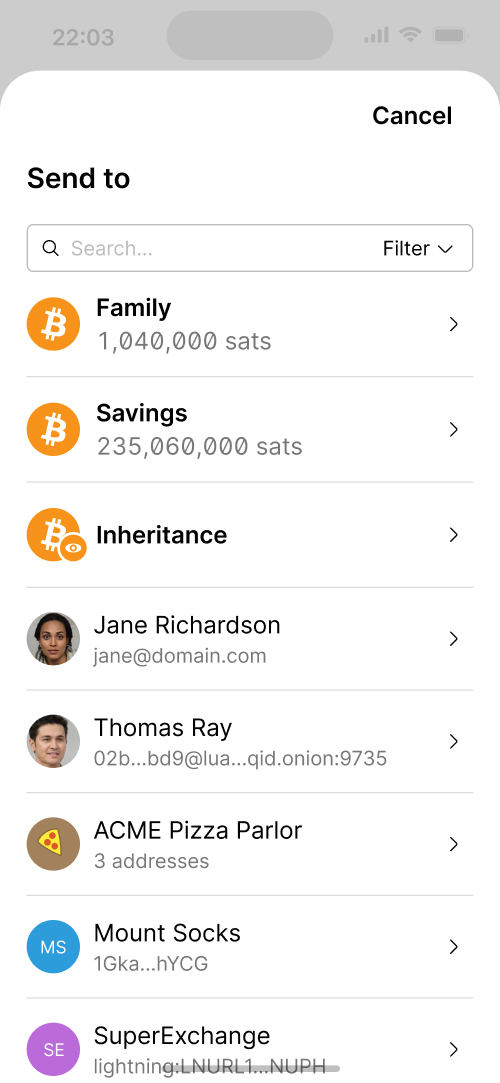 22:03
Cancel
Send to
Search...
Filter
Family
1,040,000 sats
Savings
235,060,000 sats
Inheritance
Jane Richardson
jane@domain.com
Thomas Ray
02b...bd9@lua...qid.onion:9735
ACME Pizza Parlor
3 addresses
MS
Mount Socks
1Gka...hYCG
SE
SuperExchange
lightning:LNURL1...NUPH